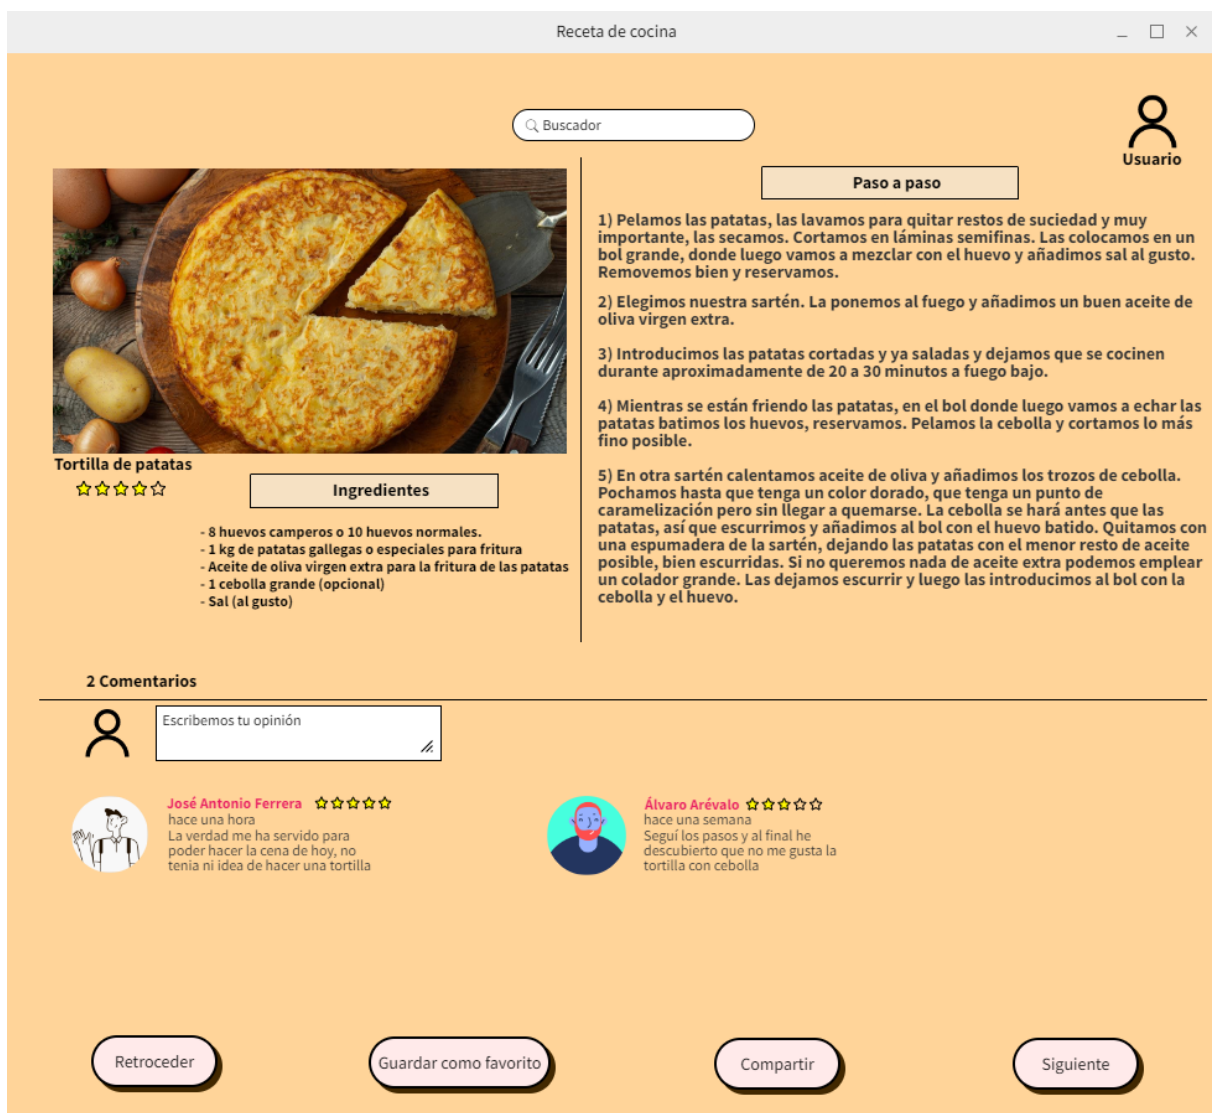 Receta de cocina
Buscador
Usuario
Tortilla de patatas
Ingredientes
- 8 huevos camperos o 10 huevos normales.
- 1 kg de patatas gallegas o especiales para fritura
- Aceite de oliva virgen extra para la fritura de las patatas
- 1 cebolla grande (opcional)
- Sal (al gusto)
Paso a paso
1) Pelamos las patatas, las lavamos para quitar restos de suciedad y muy
importante, las secamos. Cortamos en láminas semifinas. Las colocamos en un
bol grande, donde luego vamos a mezclar con el huevo y añadimos sal al gusto.
Removemos bien y reservamos.
2) Elegimos nuestra sartén. La ponemos al fuego y añadimos un buen aceite de
oliva virgen extra.
3) Introducimos las patatas cortadas y ya saladas y dejamos que se cocinen
durante aproximadamente de 20 a 30 minutos a fuego bajo.
4) Mientras se están friendo las patatas, en el bol donde luego vamos a echar las
patatas batimos los huevos, reservamos. Pelamos la cebolla y cortamos lo más
fino posible.
5) En otra sartén calentamos aceite de oliva y añadimos los trozos de cebolla.
Pochamos hasta que tenga un color dorado, que tenga un punto de
caramelización pero sin llegar a quemarse. La cebolla se hará antes que las
patatas, así que escurrimos y añadimos al bol con el huevo batido. Quitamos con
una espumadera de la sartén, dejando las patatas con el menor resto de aceite
posible, bien escurridas. Si no queremos nada de aceite extra podemos emplear
un colador grande. Las dejamos escurrir y luego las introducimos al bol con la
cebolla y el huevo.
2 Comentarios
Escribemos tu opinión
José Antonio Ferrera
hace una hora
La verdad me ha servido para
poder hacer la cena de hoy, no
tenia ni idea de hacer una tortilla
Álvaro Arévalo
hace una semana
Seguí los pasos y al final he
descubierto que no me gusta la
tortilla con cebolla
Retroceder
Guardar como favorito
Compartir
Siguiente